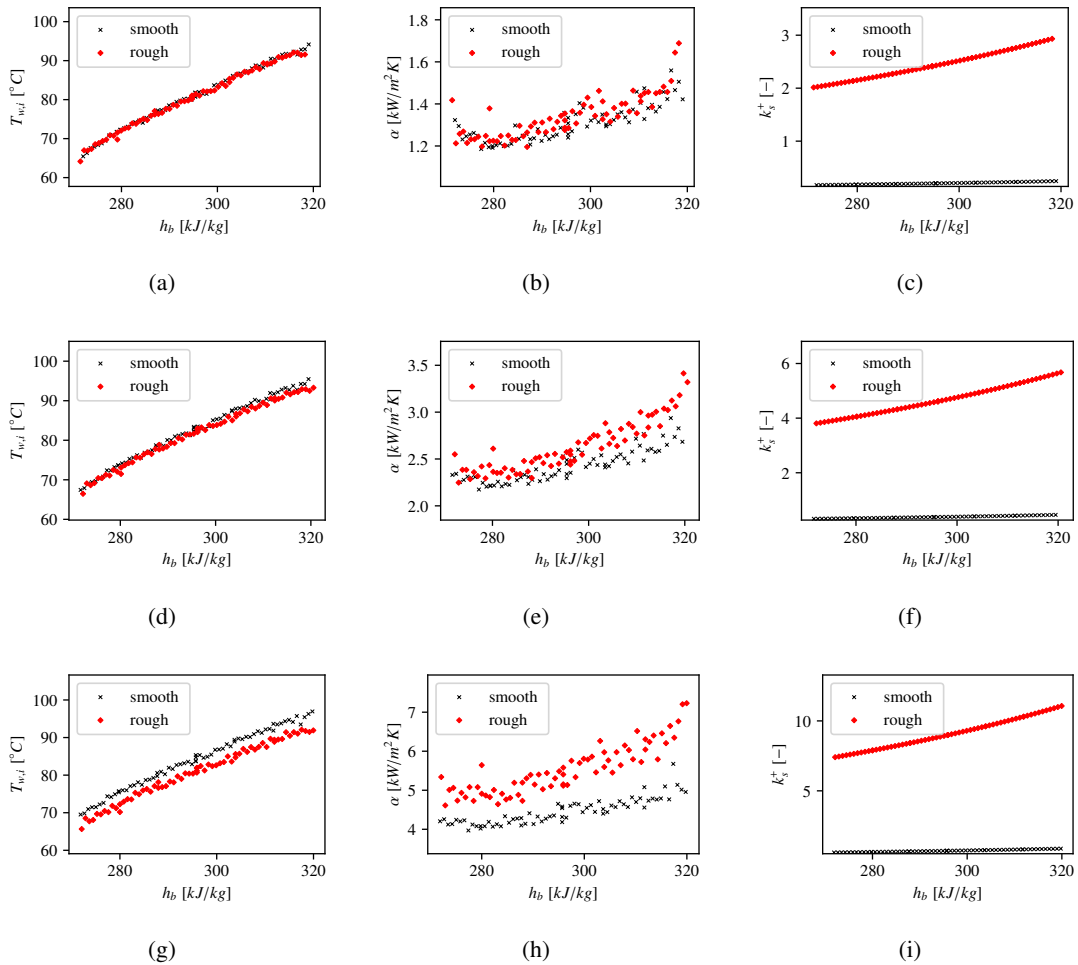 100
90
80
70
60
280
300
320
T_{w,i} [°C]
h_b [kJ/kg]
smooth
rough
(a)
1.8
1.6
1.4
1.2
280
300
320
α [kW/m²K]
h_b [kJ/kg]
smooth
rough
(b)
3
2
1
280
300
320
k_s^+ [−]
h_b [kJ/kg]
smooth
rough
(c)
100
90
80
70
60
280
300
320
T_{w,i} [°C]
h_b [kJ/kg]
smooth
rough
(d)
3.5
3.0
2.5
2.0
280
300
320
α [kW/m²K]
h_b [kJ/kg]
smooth
rough
(e)
6
4
2
280
300
320
k_s^+ [−]
h_b [kJ/kg]
smooth
rough
(f)
100
90
80
70
60
280
300
320
T_{w,i} [°C]
h_b [kJ/kg]
smooth
rough
(g)
7
6
5
4
280
300
320
α [kW/m²K]
h_b [kJ/kg]
smooth
rough
(h)
10
5
280
300
320
k_s^+ [−]
h_b [kJ/kg]
smooth
rough
(i)